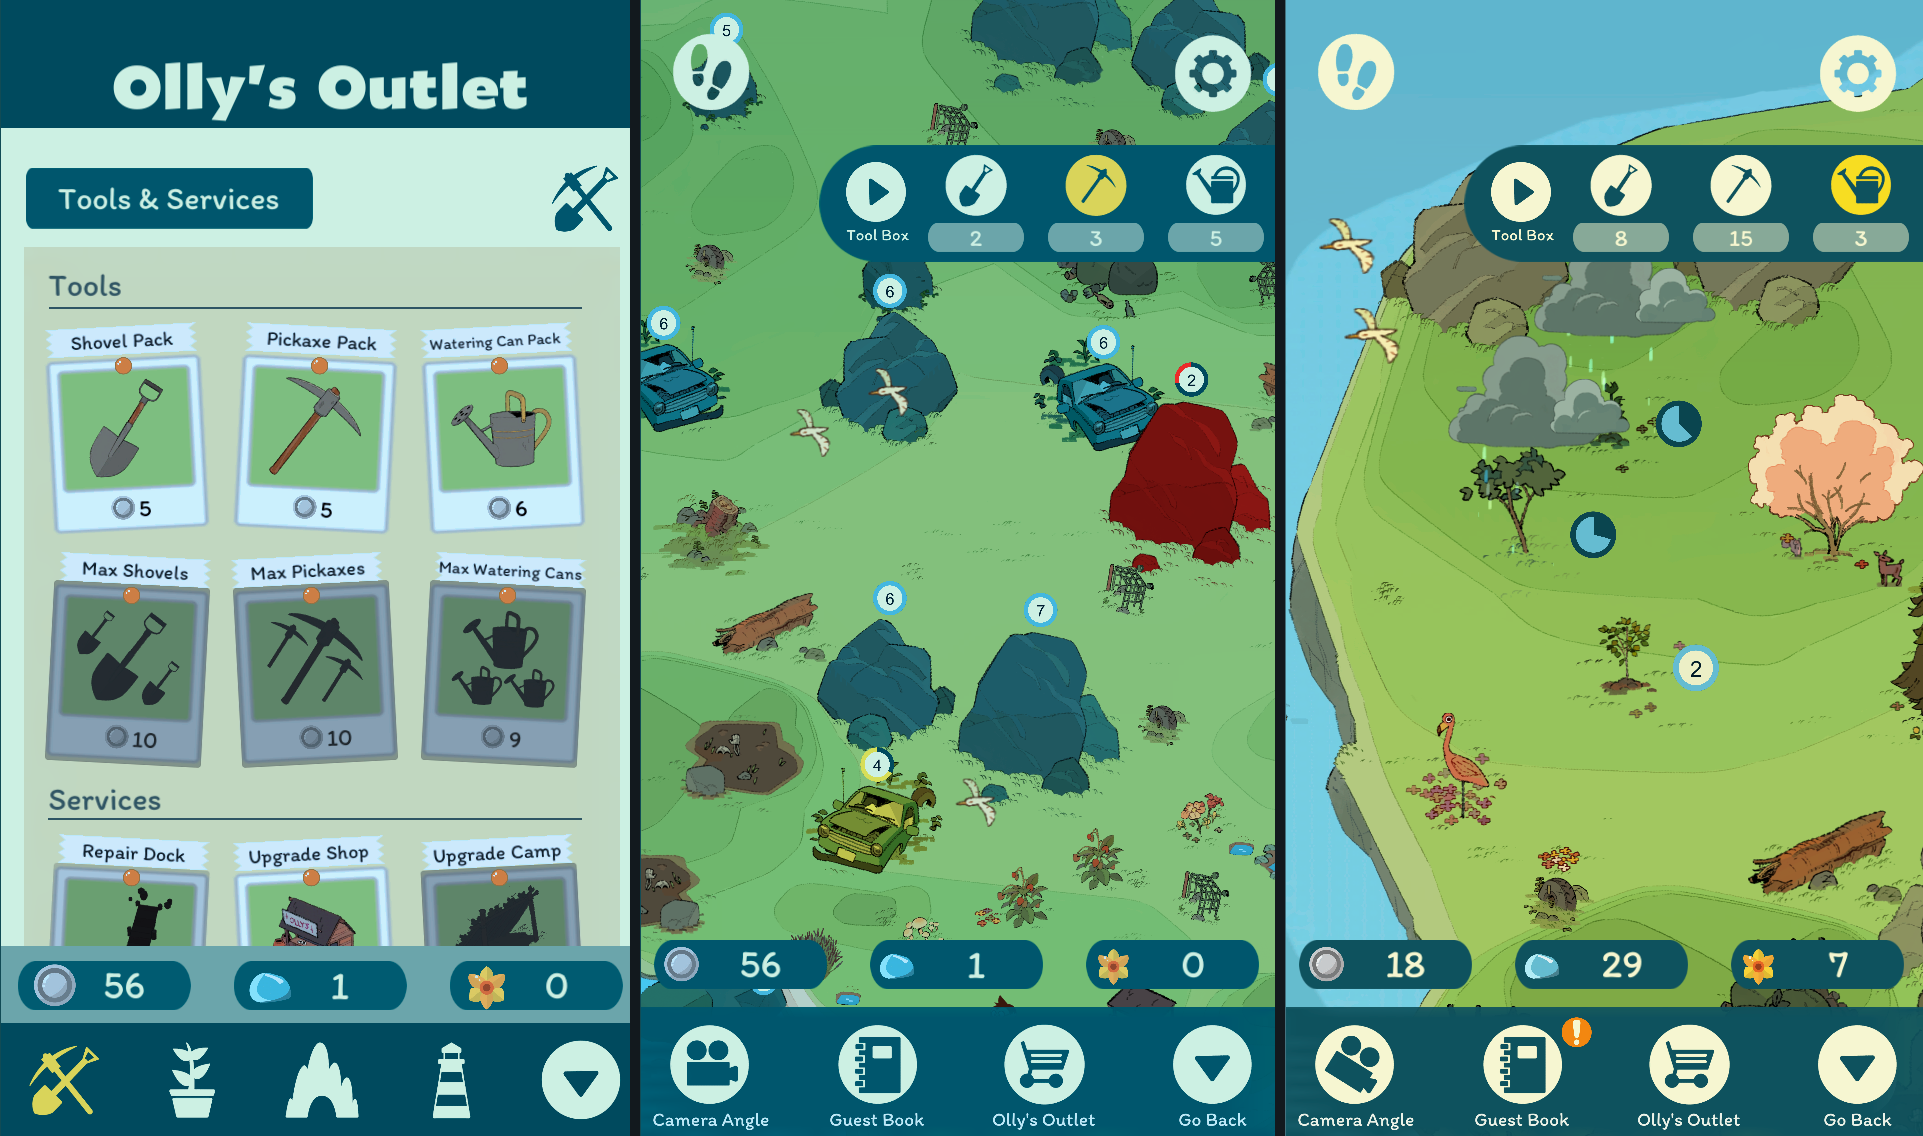 Olly's Outlet
Tools & Services
Tools
Shovel Pack
Pickaxe Pack
Watering Can Pack
5
5
6
Max Shovels
Max Pickaxes
Max Watering Cans
10
10
9
Services
Repair Dock
Upgrade Shop
Upgrade Camp
OLLY'S
56
1
0
5
Tool Box
2
3
5
6
6
6
2
6
7
4
56
1
0
Camera Angle
Guest Book
Olly's Outlet
Go Back
Tool Box
8
15
3
2
18
29
7
!
Camera Angle
Guest Book
Olly's Outlet
Go Back